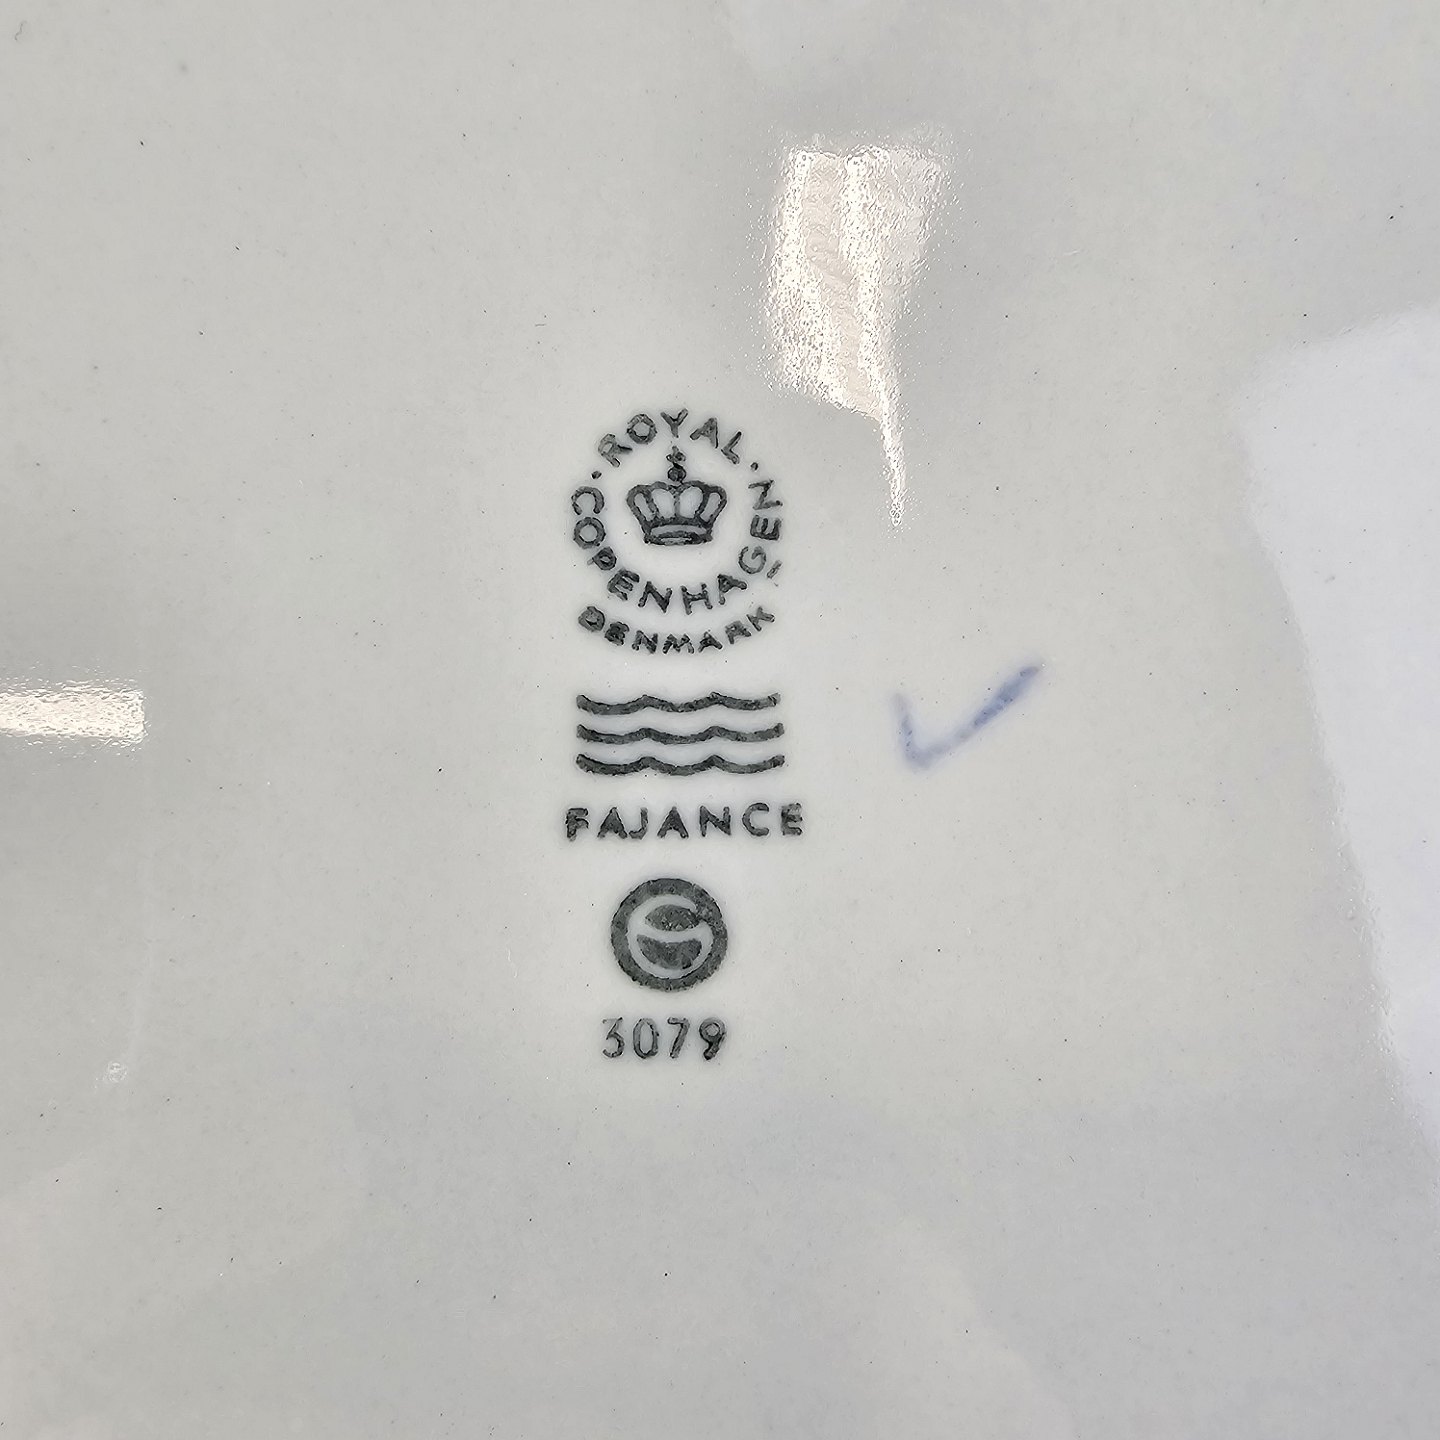 ROYAL
COPENHAGEN
DENMARK
FAJANCE
3079